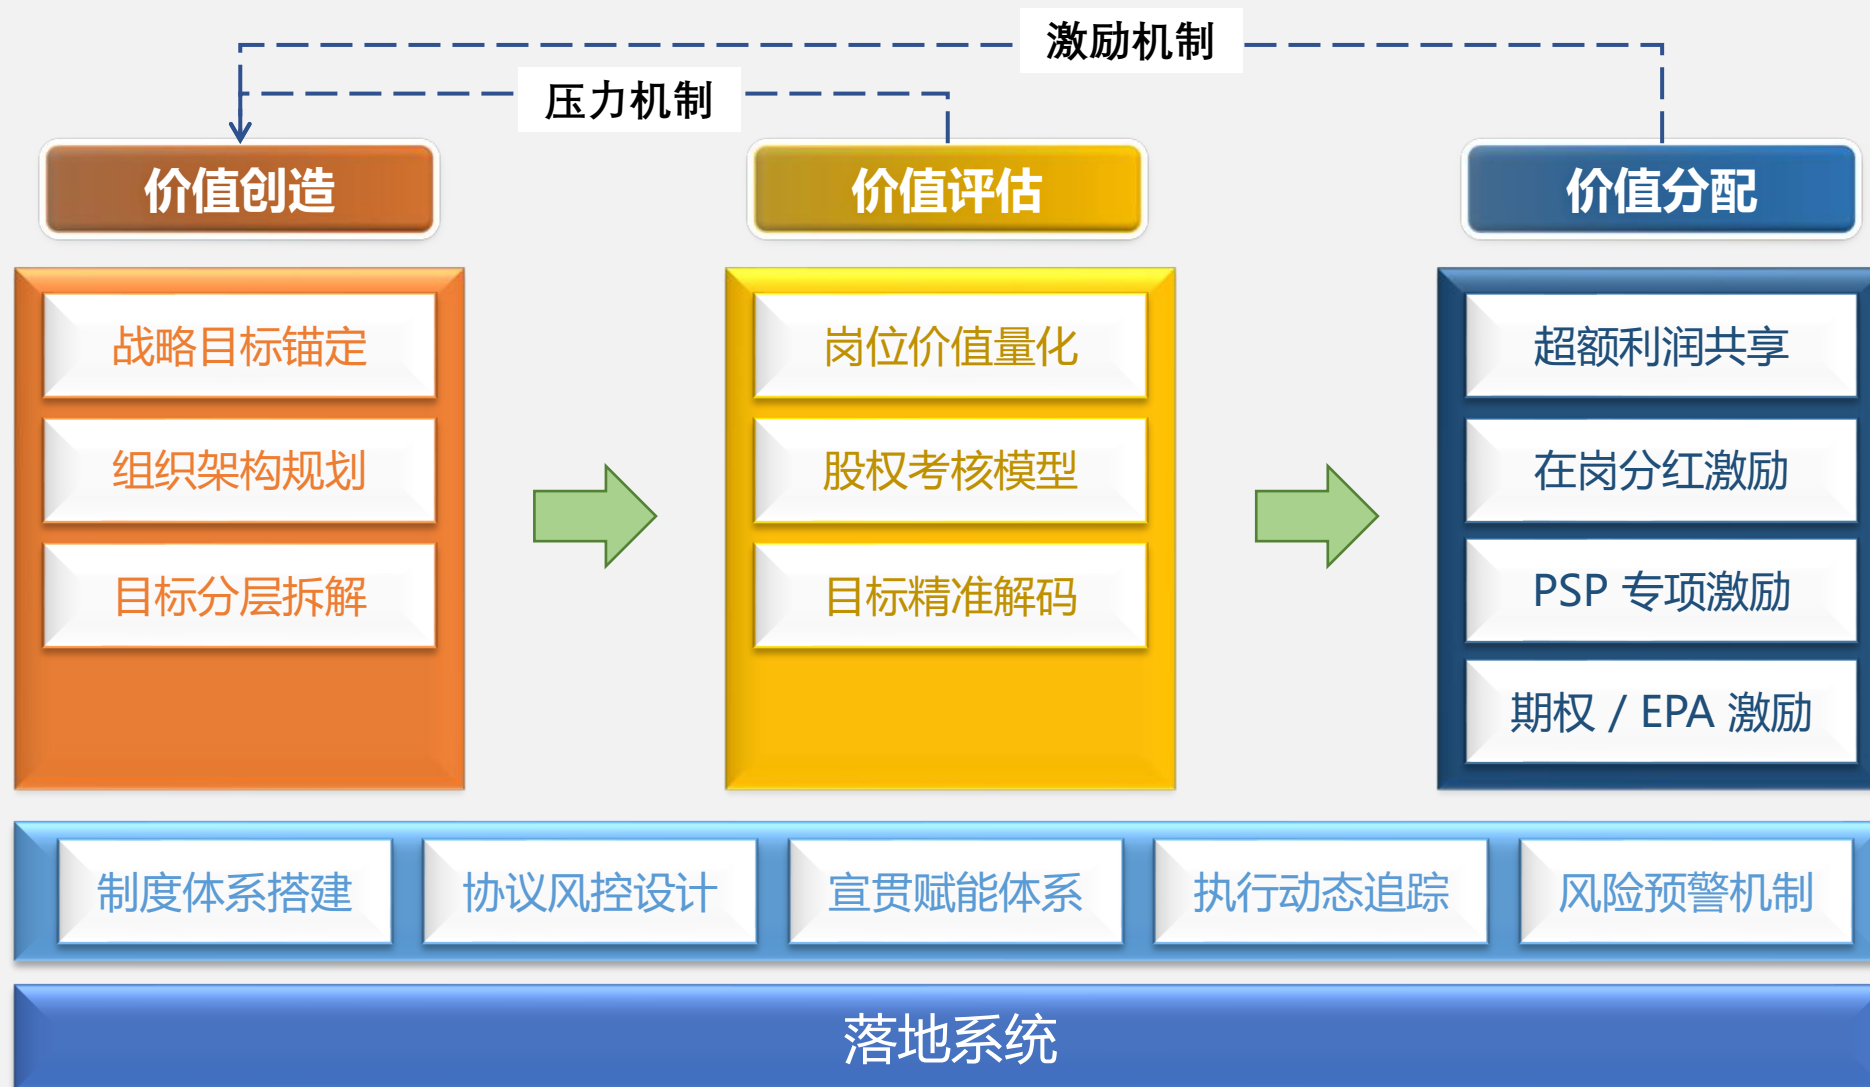 激励机制
压力机制
价值创造
价值评估
价值分配
战略目标锚定
组织架构规划
目标分层拆解
岗位价值量化
股权考核模型
目标精准解码
超额利润共享
在岗分红激励
PSP 专项激励
期权 / EPA 激励
制度体系搭建
协议风控设计
宣贯赋能体系
执行动态追踪
风险预警机制
落地系统